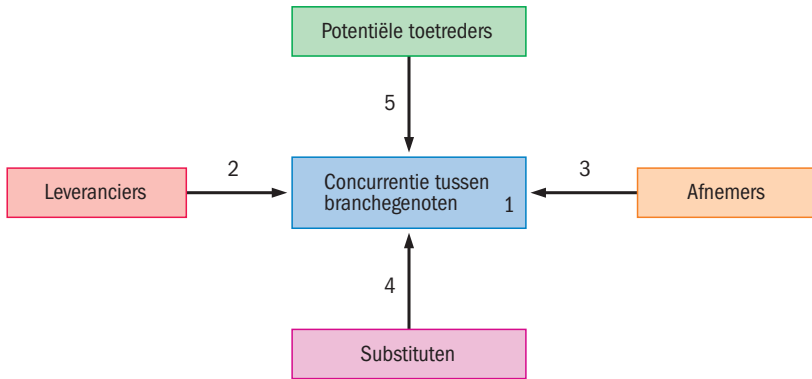 Potentiële toetreders
5
Leveranciers
2
Concurrentie tussen
branchegenoten
1
3
Afnemers
4
Substituten